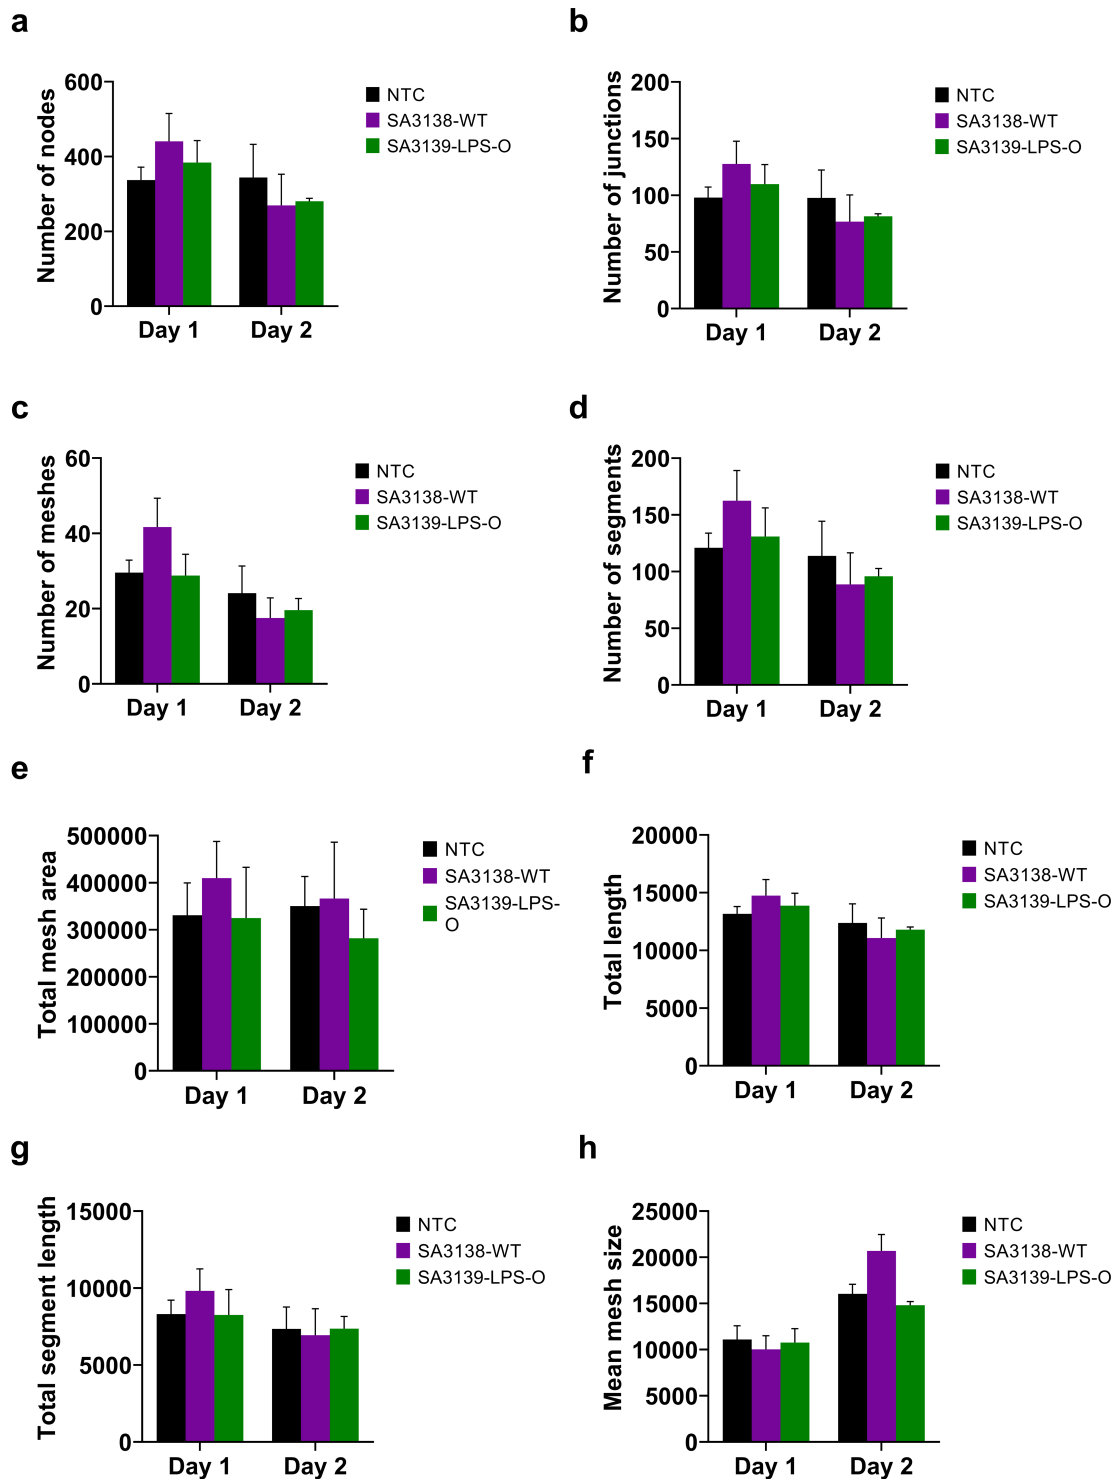 a
Number of nodes
600
400
200
0
Day 1
Day 2
NTC
SA3138-WT
SA3139-LPS-O
b
Number of junctions
200
150
100
50
0
Day 1
Day 2
NTC
SA3138-WT
SA3139-LPS-O
c
Number of meshes
60
40
20
0
Day 1
Day 2
NTC
SA3138-WT
SA3139-LPS-O
d
Number of segments
200
150
100
50
0
Day 1
Day 2
NTC
SA3138-WT
SA3139-LPS-O
e
Total mesh area
500000
400000
300000
200000
100000
0
Day 1
Day 2
NTC
SA3138-WT
SA3139-LPS-
O
f
Total length
20000
15000
10000
5000
0
Day 1
Day 2
NTC
SA3138-WT
SA3139-LPS-O
g
Total segment length
15000
10000
5000
0
Day 1
Day 2
NTC
SA3138-WT
SA3139-LPS-O
h
Mean mesh size
25000
20000
15000
10000
5000
0
Day 1
Day 2
NTC
SA3138-WT
SA3139-LPS-O